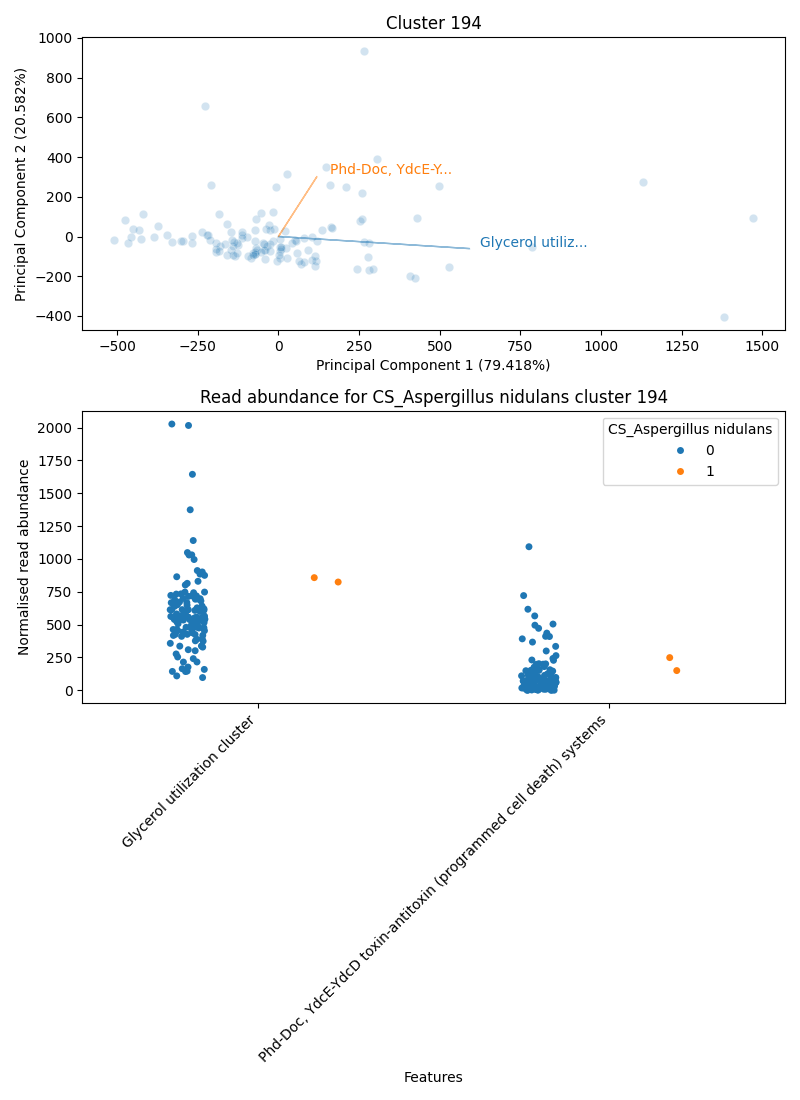 Cluster 194
1000
800
600
400
200
0
−200
−400
Principal Component 2 (20.582%)
Phd-Doc, YdcE-Y...
Glycerol utiliz...
−500
−250
0
250
500
750
1000
1250
1500
Principal Component 1 (79.418%)
Read abundance for CS_Aspergillus nidulans cluster 194
2000
1750
1500
1250
1000
750
500
250
0
Normalised read abundance
CS_Aspergillus nidulans
0
1
Glycerol utilization cluster
Phd-Doc, YdcE-YdcD toxin-antitoxin (programmed cell death) systems
Features